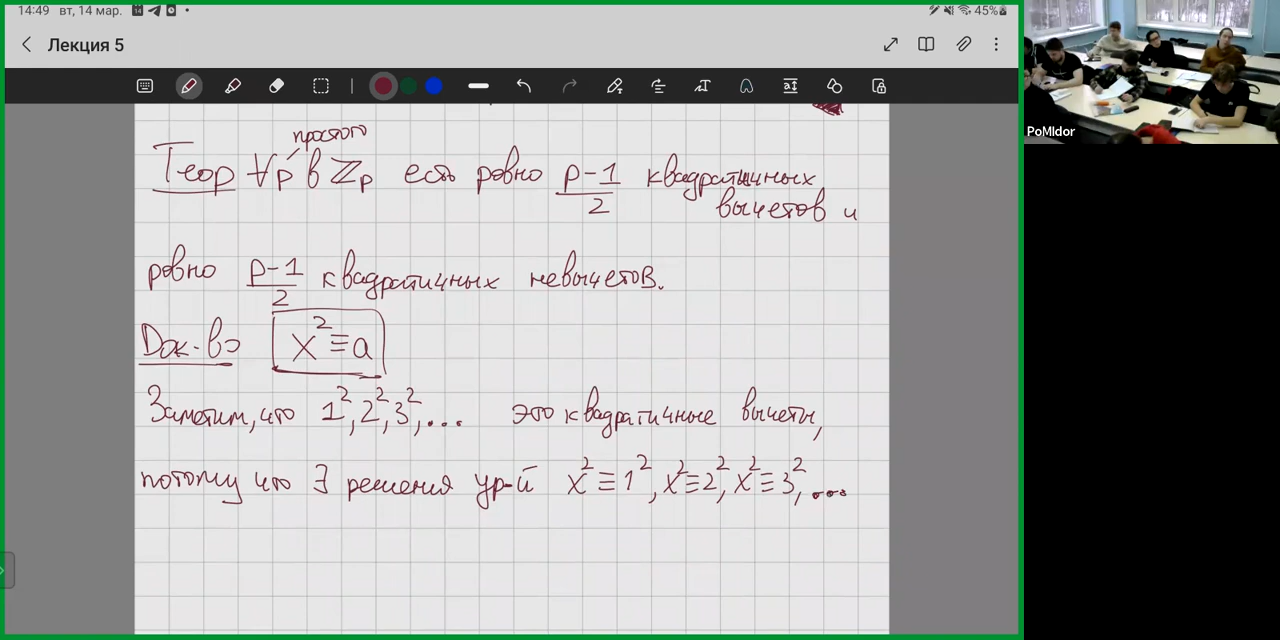 14:49 вт, 14 мар.
45%
Лекция 5
PoMIdor
простого
Теор ∀p в ℤp есть ровно p-1/2 квадратичных
вычетов и
ровно p-1/2 квадратичных невычетов.
Док-во x² ≡ a
Заметим, что 1², 2², 3², ... это квадратичные вычеты,
потому что ∃ решения ур-й x² ≡ 1², x² ≡ 2², x² ≡ 3², ...